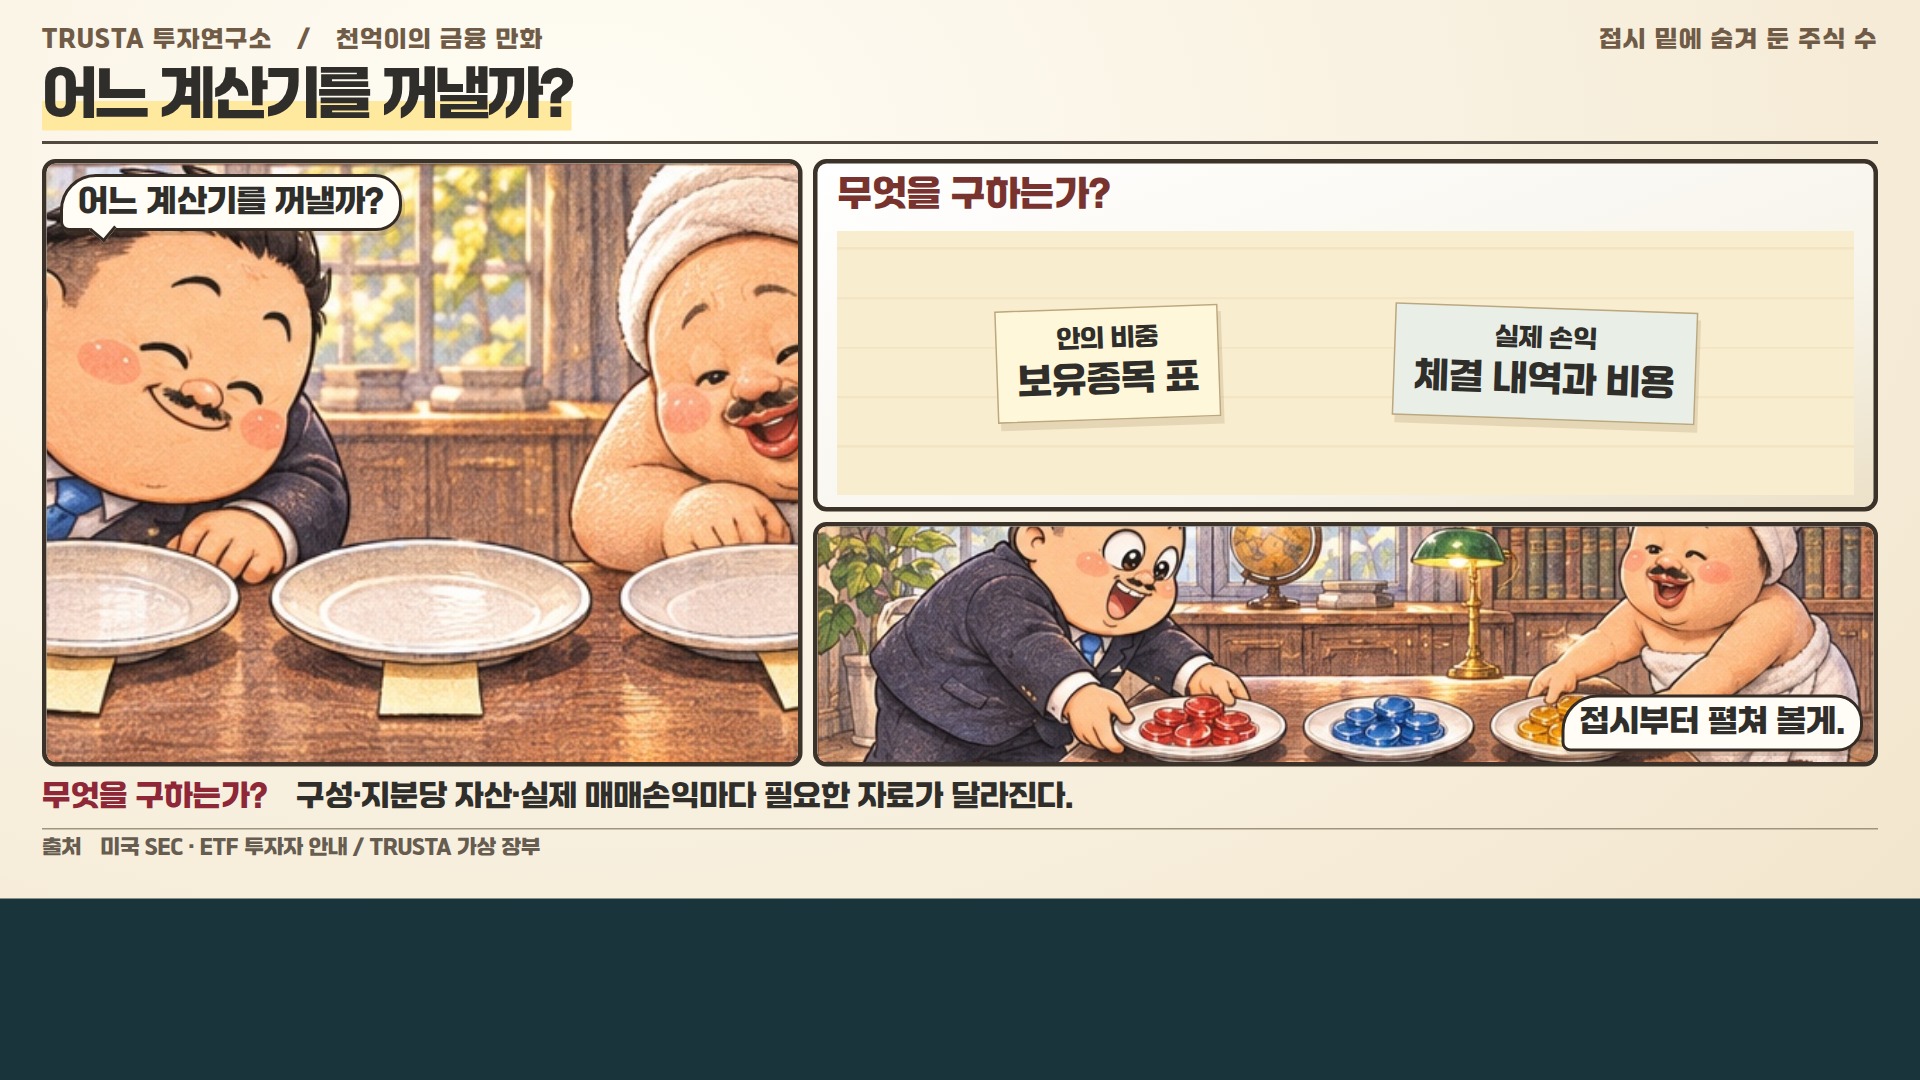 TRUSTA 투자연구소 / 천억이의 금융 만화
접시 밑에 숨겨 둔 주식 수
어느 계산기를 꺼낼까?
어느 계산기를 꺼낼까?
무엇을 구하는가?
안의 비중
보유종목 표
실제 손익
체결 내역과 비용
접시부터 펼쳐 볼게.
무엇을 구하는가? 구성·지분당 자산·실제 매매손익마다 필요한 자료가 달라진다.
출처 미국 SEC · ETF 투자자 안내 / TRUSTA 가상 장부